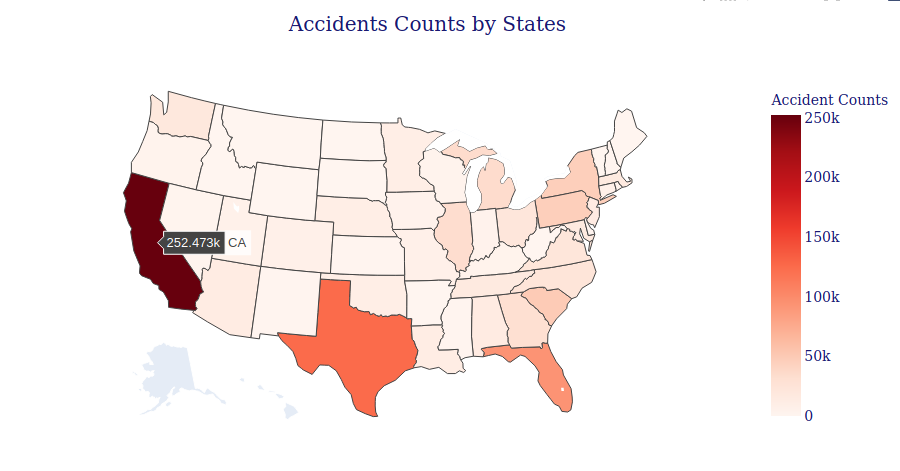 Accidents Counts by States
Accident Counts
250k
200k
150k
100k
50k
0
252.473k CA